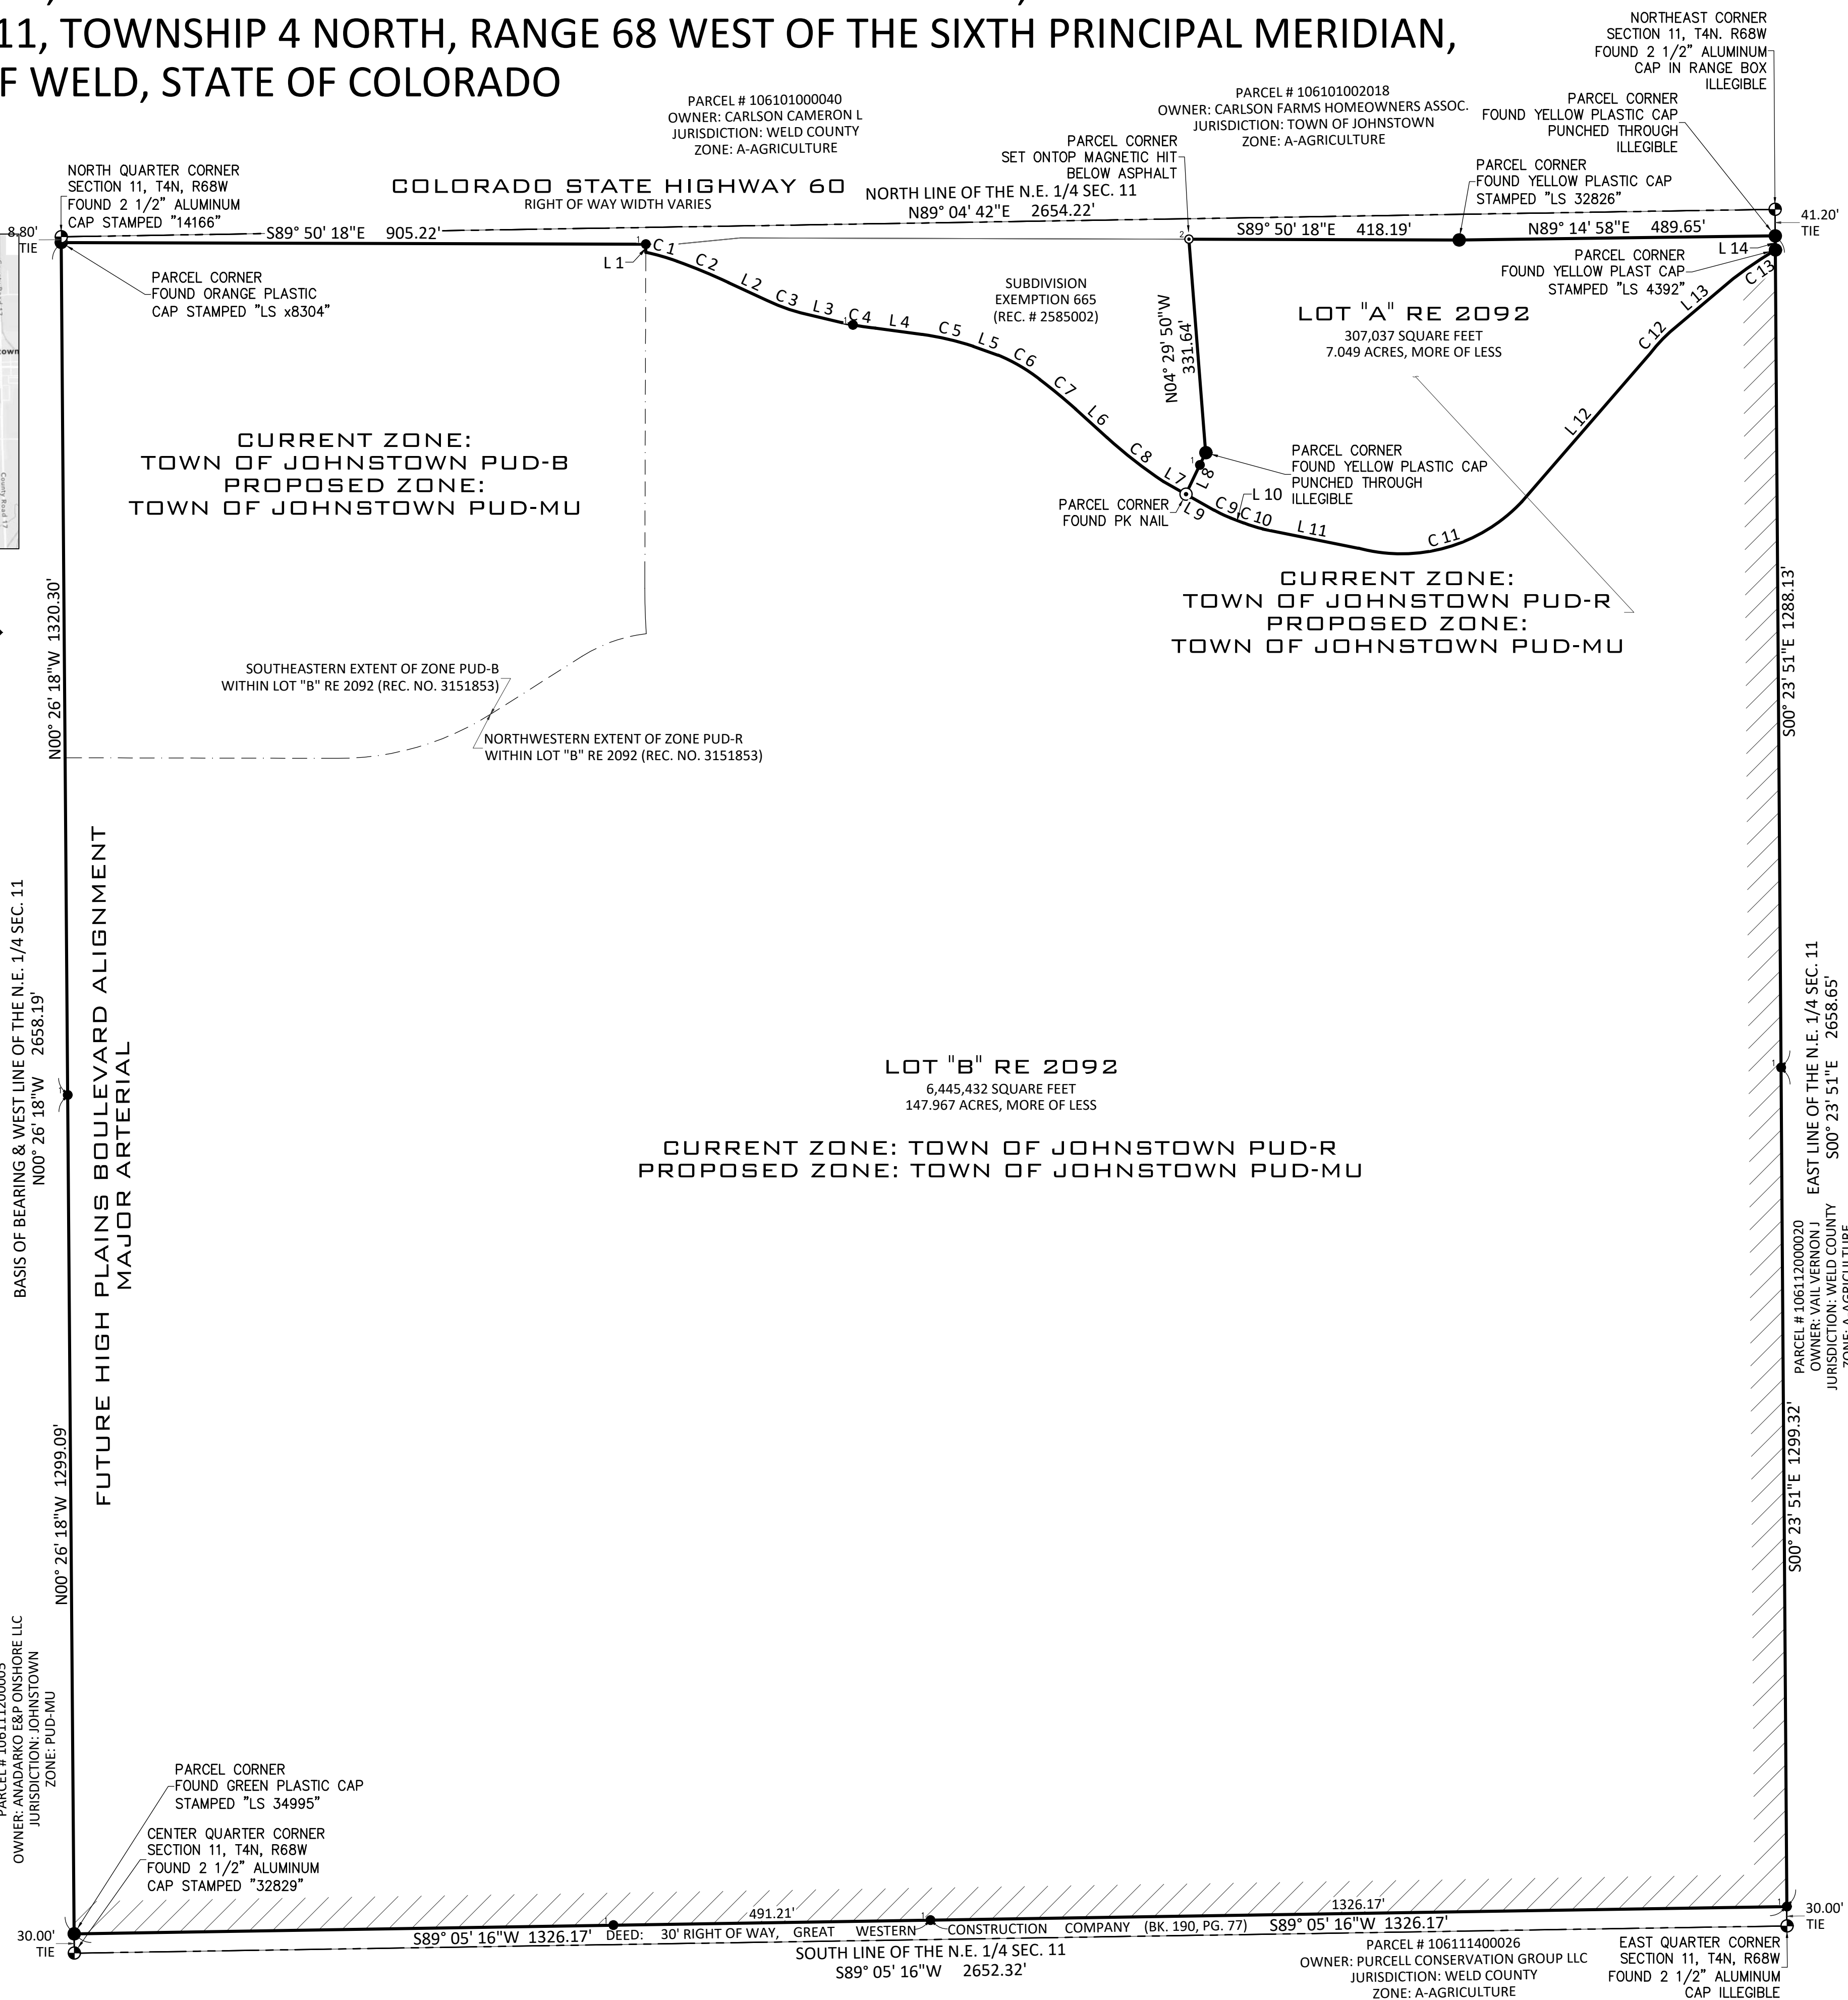 11, TOWNSHIP 4 NORTH, RANGE 68 WEST OF THE SIXTH PRINCIPAL MERIDIAN,
F WELD, STATE OF COLORADO
NORTHEAST CORNER
SECTION 11, T4N. R68W
FOUND 2 1/2" ALUMINUM
CAP IN RANGE BOX
ILLEGIBLE
PARCEL # 106101000040
OWNER: CARLSON CAMERON L
JURISDICTION: WELD COUNTY
ZONE: A-AGRICULTURE
PARCEL # 106101002018
OWNER: CARLSON FARMS HOMEOWNERS ASSOC.
JURISDICTION: TOWN OF JOHNSTOWN
ZONE: A-AGRICULTURE
PARCEL CORNER
FOUND YELLOW PLASTIC CAP
PUNCHED THROUGH
ILLEGIBLE
PARCEL CORNER
SET ONTOP MAGNETIC HIT
BELOW ASPHALT
PARCEL CORNER
FOUND YELLOW PLASTIC CAP
STAMPED "LS 32826"
NORTH QUARTER CORNER
SECTION 11, T4N, R68W
FOUND 2 1/2" ALUMINUM
CAP STAMPED "14166"
COLORADO STATE HIGHWAY 60
RIGHT OF WAY WIDTH VARIES
NORTH LINE OF THE N.E. 1/4 SEC. 11
N89° 04' 42"E 2654.22'
8.80'
TIE
S89° 50' 18"E 905.22'
S89° 50' 18"E 418.19'
N89° 14' 58"E 489.65'
41.20'
TIE
1
2
L 14
PARCEL CORNER
FOUND YELLOW PLAST CAP
STAMPED "LS 4392"
PARCEL CORNER
FOUND ORANGE PLASTIC
CAP STAMPED "LS x8304"
L 1
C 1
C 2
L 2
C 3
L 3
1
C 4
L 4
C 5
L 5
C 6
C 7
L 6
C 8
L 7
L 8
1
L 9
C 9
L 10
C 10
L 11
C 11
L 12
C 12
L 13
C 13
SUBDIVISION
EXEMPTION 665
(REC. # 2585002)
N04° 29' 50"W
331.64'
LOT "A" RE 2092
307,037 SQUARE FEET
7.049 ACRES, MORE OF LESS
town
County Road 17
CURRENT ZONE:
TOWN OF JOHNSTOWN PUD-B
PROPOSED ZONE:
TOWN OF JOHNSTOWN PUD-MU
PARCEL CORNER
FOUND YELLOW PLASTIC CAP
PUNCHED THROUGH
ILLEGIBLE
PARCEL CORNER
FOUND PK NAIL
CURRENT ZONE:
TOWN OF JOHNSTOWN PUD-R
PROPOSED ZONE:
TOWN OF JOHNSTOWN PUD-MU
N00° 26' 18"W 1320.30'
S00° 23' 51"E 1288.13'
SOUTHEASTERN EXTENT OF ZONE PUD-B
WITHIN LOT "B" RE 2092 (REC. NO. 3151853)
NORTHWESTERN EXTENT OF ZONE PUD-R
WITHIN LOT "B" RE 2092 (REC. NO. 3151853)
BASIS OF BEARING & WEST LINE OF THE N.E. 1/4 SEC. 11
N00° 26' 18"W 2658.19'
FUTURE HIGH PLAINS BOULEVARD ALIGNMENT
MAJOR ARTERIAL
1
EAST LINE OF THE N.E. 1/4 SEC. 11
S00° 23' 51"E 2658.65'
1
LOT "B" RE 2092
6,445,432 SQUARE FEET
147.967 ACRES, MORE OF LESS
CURRENT ZONE: TOWN OF JOHNSTOWN PUD-R
PROPOSED ZONE: TOWN OF JOHNSTOWN PUD-MU
PARCEL # 106112000020
OWNER: VAIL VERNON J
JURISDICTION: WELD COUNTY
ZONE: A-AGRICULTURE
N00° 26' 18"W 1299.09'
S00° 23' 51"E 1299.32'
OWNER: ANADARKO E&P ONSHORE LLC
JURISDICTION: JOHNSTOWN
ZONE: PUD-MU
PARCEL CORNER
FOUND GREEN PLASTIC CAP
STAMPED "LS 34995"
CENTER QUARTER CORNER
SECTION 11, T4N, R68W
FOUND 2 1/2" ALUMINUM
CAP STAMPED "32829"
30.00'
TIE
1
491.21'
1
1326.17'
1
S89° 05' 16"W 1326.17'
DEED: 30' RIGHT OF WAY, GREAT WESTERN CONSTRUCTION COMPANY (BK. 190, PG. 77)
S89° 05' 16"W 1326.17'
30.00'
TIE
SOUTH LINE OF THE N.E. 1/4 SEC. 11
S89° 05' 16"W 2652.32'
PARCEL # 106111400026
OWNER: PURCELL CONSERVATION GROUP LLC
JURISDICTION: WELD COUNTY
ZONE: A-AGRICULTURE
EAST QUARTER CORNER
SECTION 11, T4N, R68W
FOUND 2 1/2" ALUMINUM
CAP ILLEGIBLE